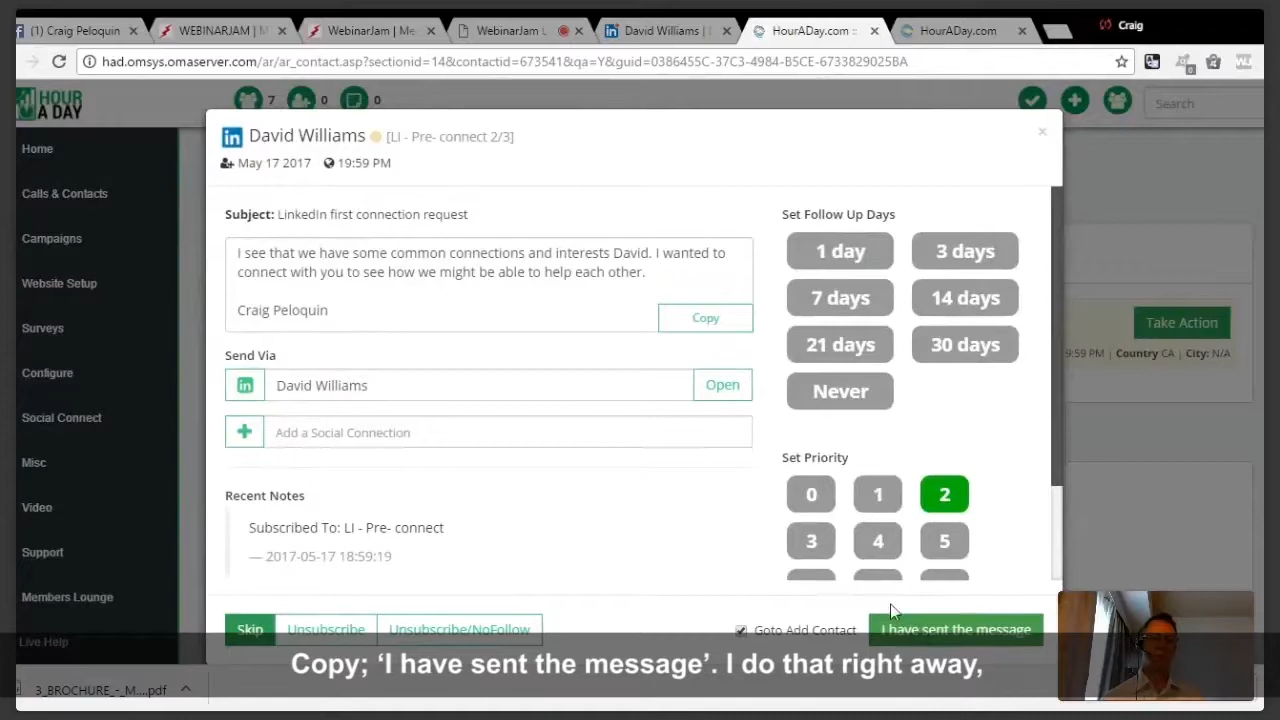 (1) Craig Peloquin
WEBINARJAM |
WebinarJam | Me
WebinarJam L
David Williams |
HourADay.com ::
HourADay.com
Craig
had.omsys.omaserver.com/ar/ar_contact.asp?sectionid=14&contactid=673541&qa=Y&guid=0386455C-37C3-4984-B5CE-6733829025BA
HOUR
A DAY
7
0
0
Search
Home
Calls & Contacts
Campaigns
Website Setup
Surveys
Configure
Social Connect
Misc
Video
Support
Members Lounge
Live Help
David Williams [LI - Pre- connect 2/3]
May 17 2017 19:59 PM
Subject: LinkedIn first connection request
I see that we have some common connections and interests David. I wanted to
connect with you to see how we might be able to help each other.
Craig Peloquin
Copy
Send Via
David Williams
Open
Add a Social Connection
Recent Notes
Subscribed To: LI - Pre- connect
— 2017-05-17 18:59:19
Set Follow Up Days
1 day 3 days
7 days 14 days
21 days 30 days
Never
Set Priority
0 1 2
3 4 5
Take Action
9:59 PM | Country CA | City: N/A
Skip Unsubscribe Unsubscribe/NoFollow
Goto Add Contact
I have sent the message
Copy; ‘I have sent the message’. I do that right away,
3_BROCHURE_-_M....pdf